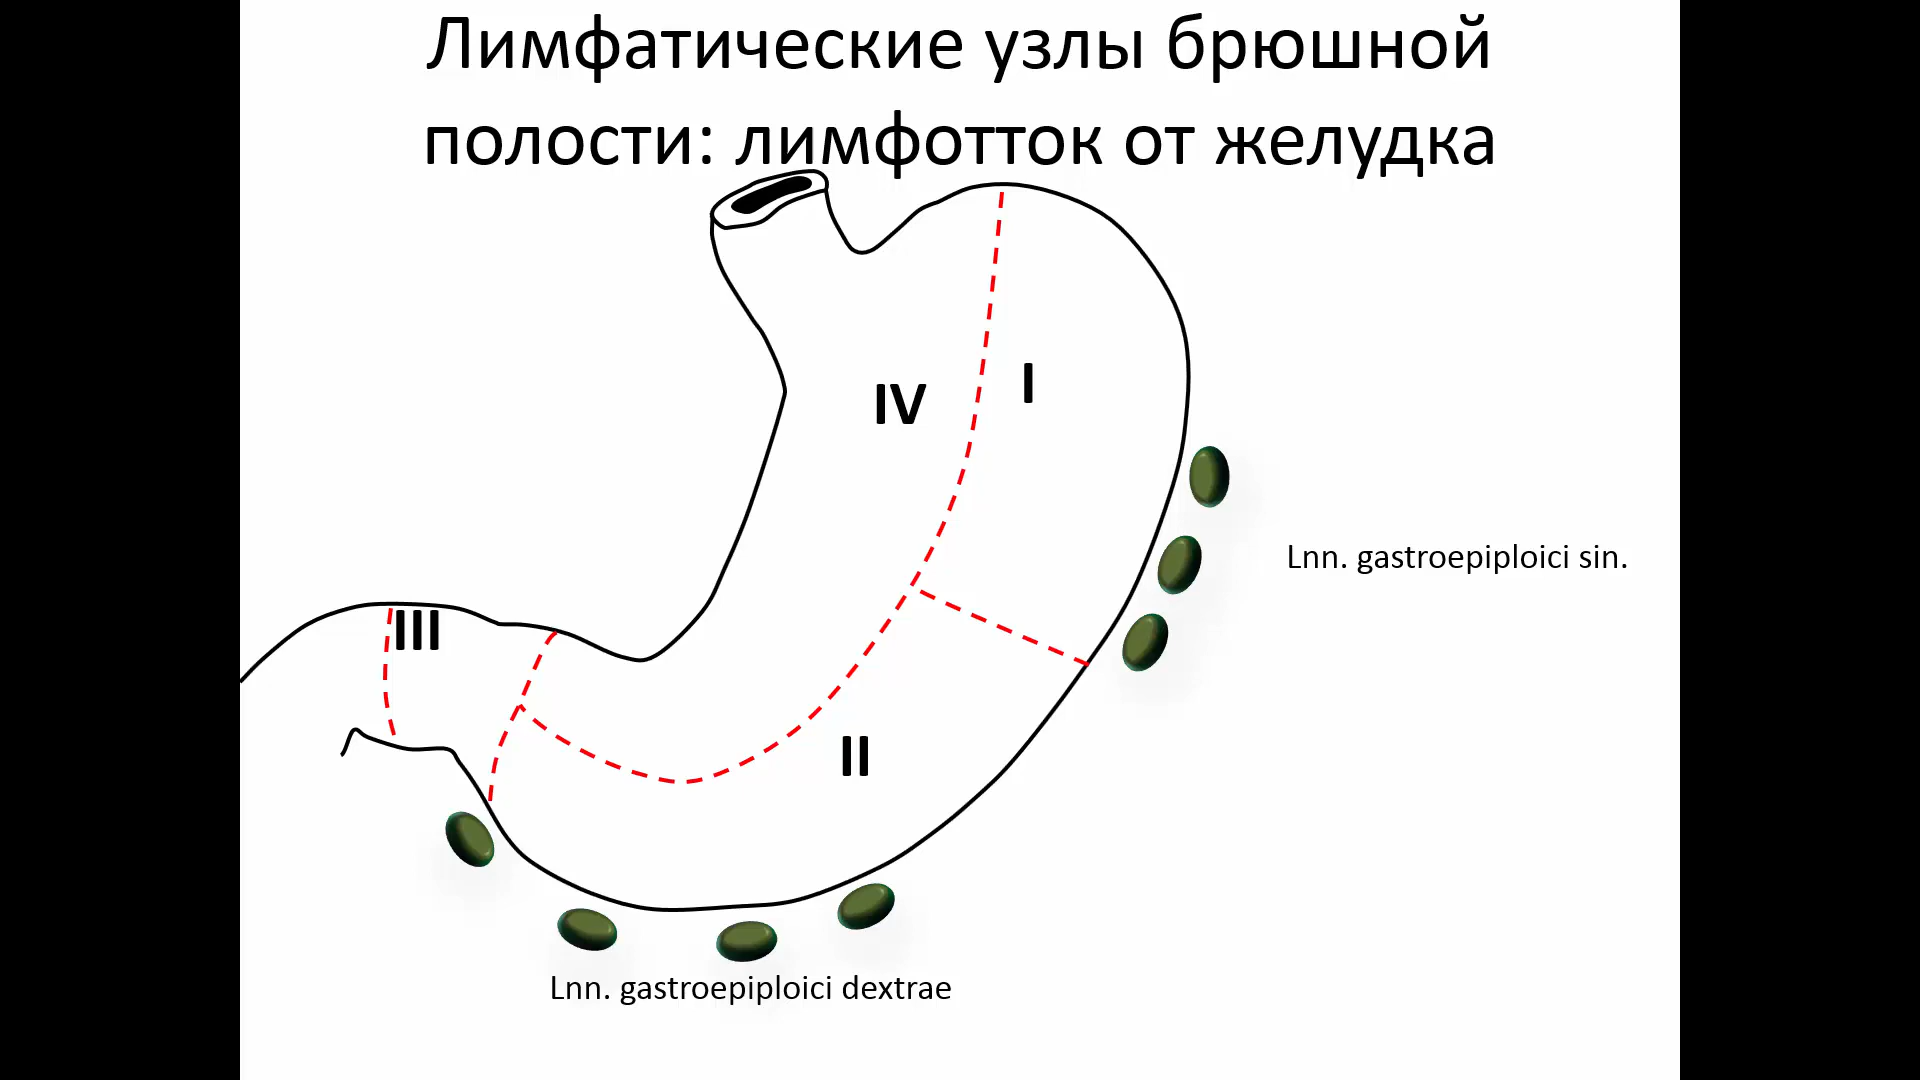 Лимфатические узлы брюшной
полости: лимфотток от желудка
IV
I
Lnn. gastroepiploici sin.
III
II
Lnn. gastroepiploici dextrae